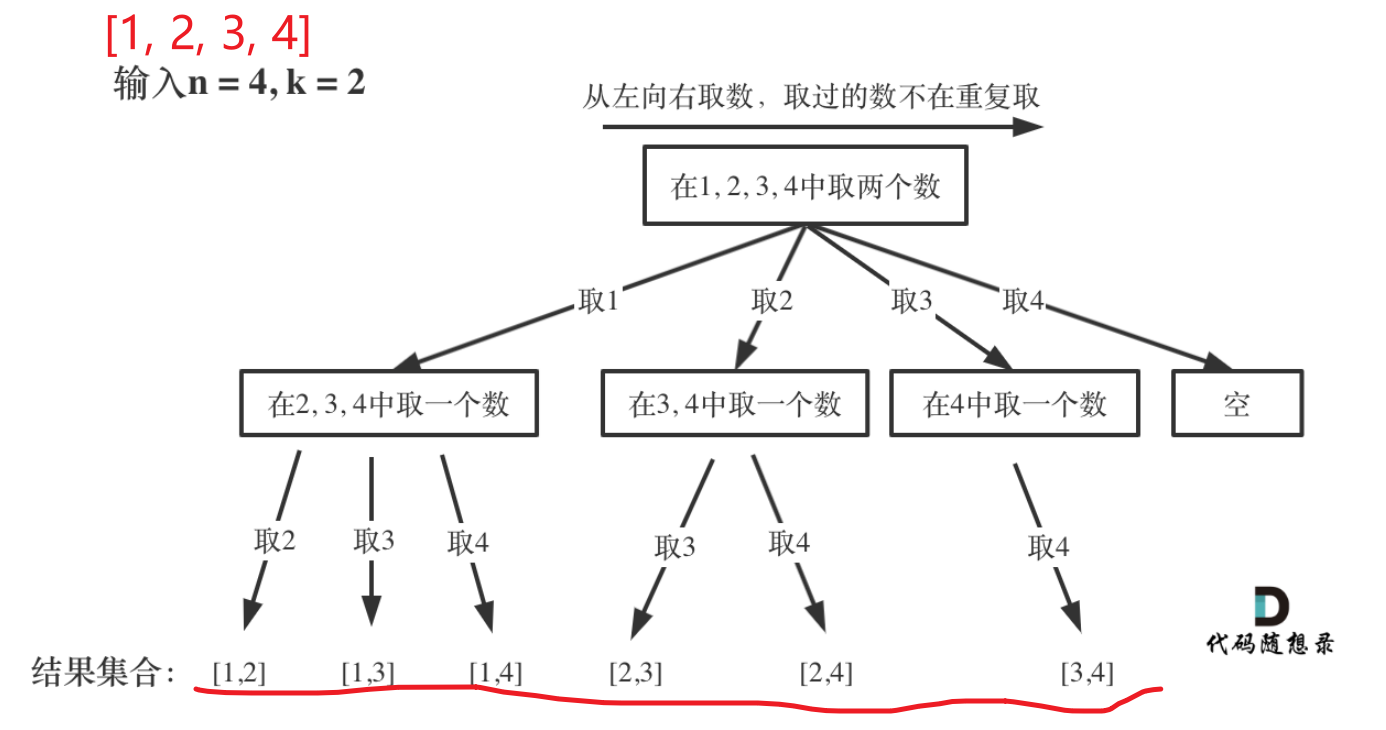 [1, 2, 3, 4]
输入n = 4, k = 2
从左向右取数，取过的数不在重复取
在1, 2, 3, 4中取两个数
取1 取2 取3 取4
在2, 3, 4中取一个数 在3, 4中取一个数 在4中取一个数 空
取2 取3 取4 取3 取4 取4
代码随想录
结果集合： [1,2] [1,3] [1,4] [2,3] [2,4] [3,4]